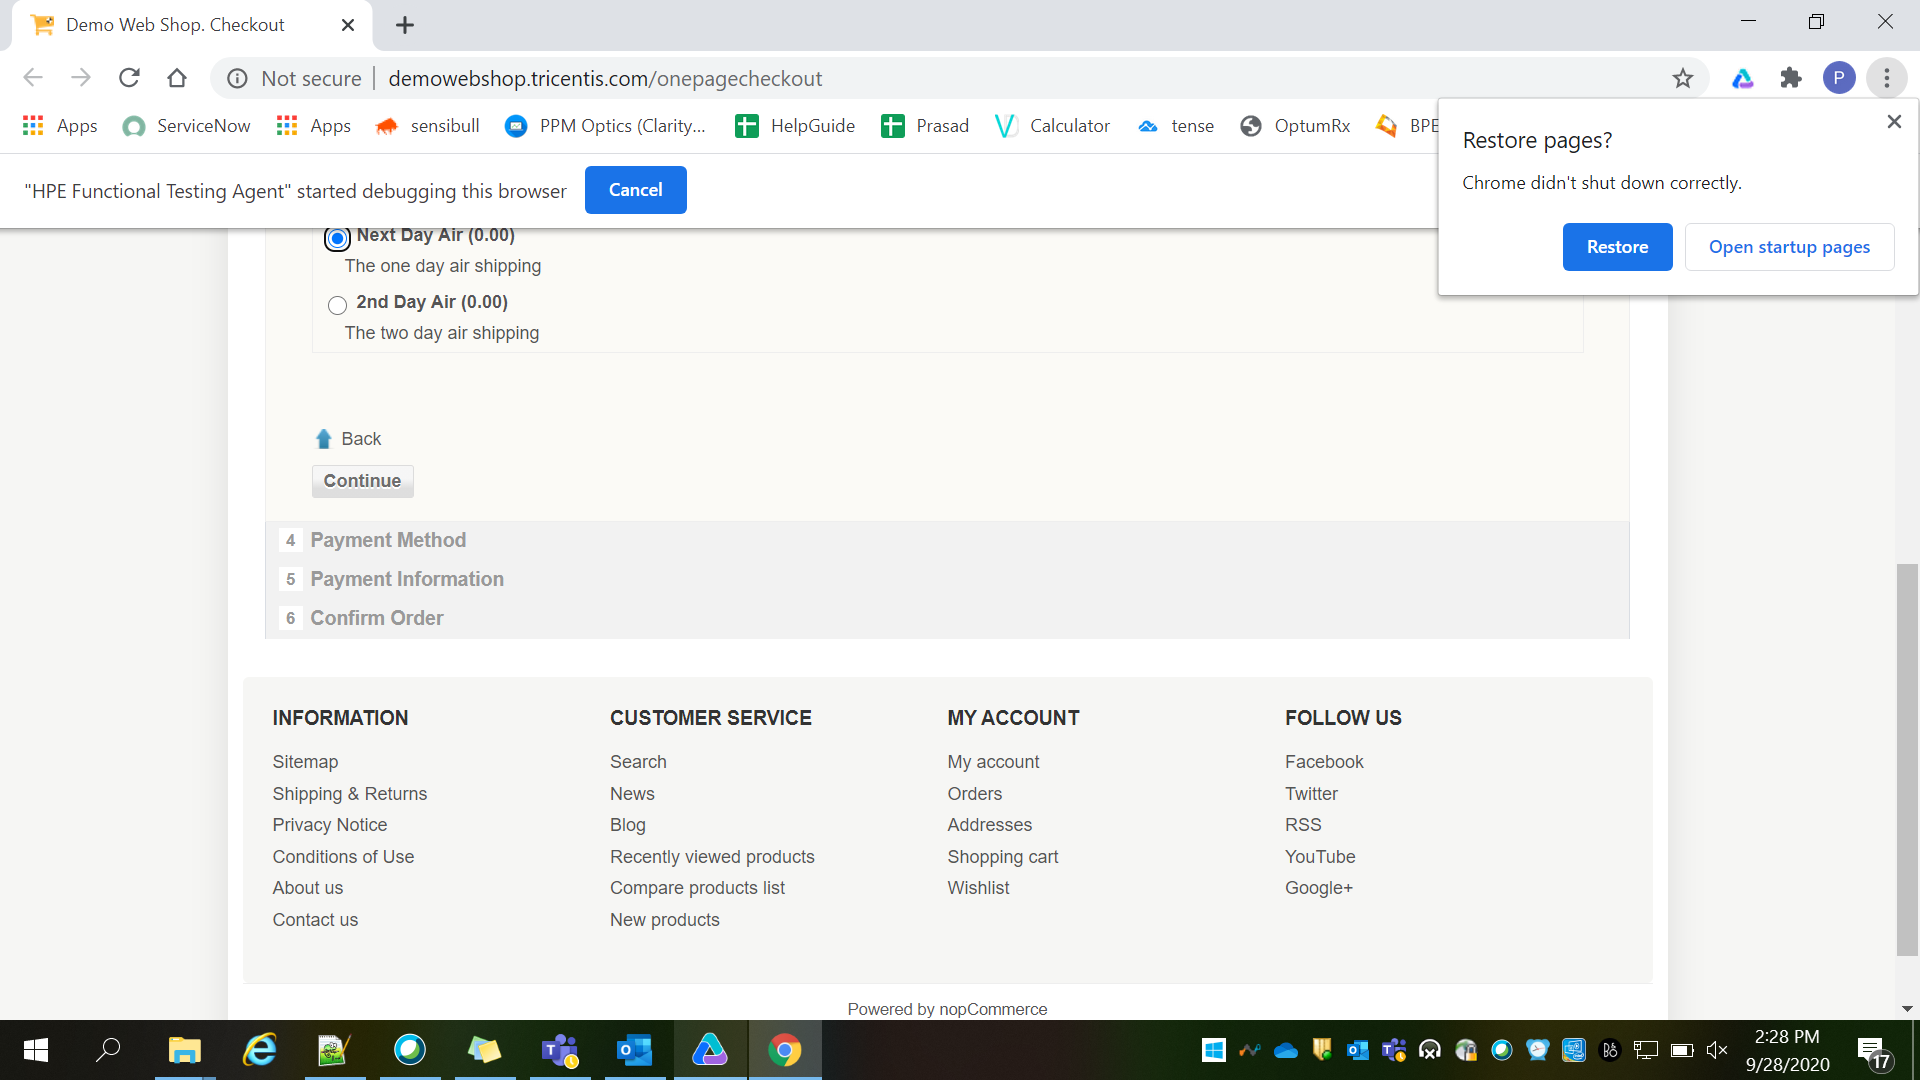 Demo Web Shop. Checkout
Not secure
demowebshop.tricentis.com/onepagecheckout
P
Apps
ServiceNow
Apps
sensibull
PPM Optics (Clarity...
HelpGuide
Prasad
Calculator
tense
OptumRx
BPE
"HPE Functional Testing Agent" started debugging this browser
Cancel
Restore pages?
Chrome didn't shut down correctly.
Restore
Open startup pages
Next Day Air (0.00)
The one day air shipping
2nd Day Air (0.00)
The two day air shipping
Back
Continue
4 Payment Method
5 Payment Information
6 Confirm Order
INFORMATION
Sitemap
Shipping & Returns
Privacy Notice
Conditions of Use
About us
Contact us
CUSTOMER SERVICE
Search
News
Blog
Recently viewed products
Compare products list
New products
MY ACCOUNT
My account
Orders
Addresses
Shopping cart
Wishlist
FOLLOW US
Facebook
Twitter
RSS
YouTube
Google+
Powered by nopCommerce
2:28 PM
9/28/2020
17